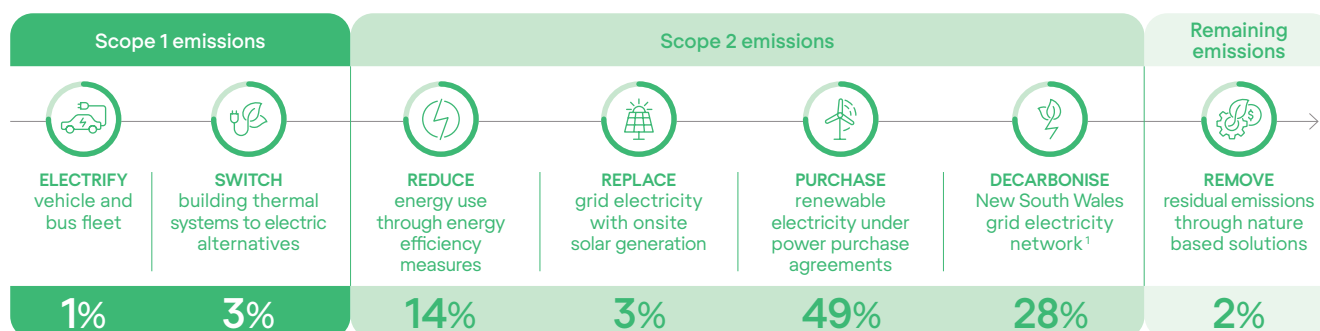 Scope 1 emissions
Scope 2 emissions
Remaining
emissions
ELECTRIFY
vehicle and
bus fleet
SWITCH
building thermal
systems to electric
alternatives
REDUCE
energy use
through energy
efficiency
measures
REPLACE
grid electricity
with onsite
solar generation
PURCHASE
renewable
electricity under
power purchase
agreements
DECARBONISE
New South Wales
grid electricity
network¹
REMOVE
residual emissions
through nature
based solutions
1%
3%
14%
3%
49%
28%
2%